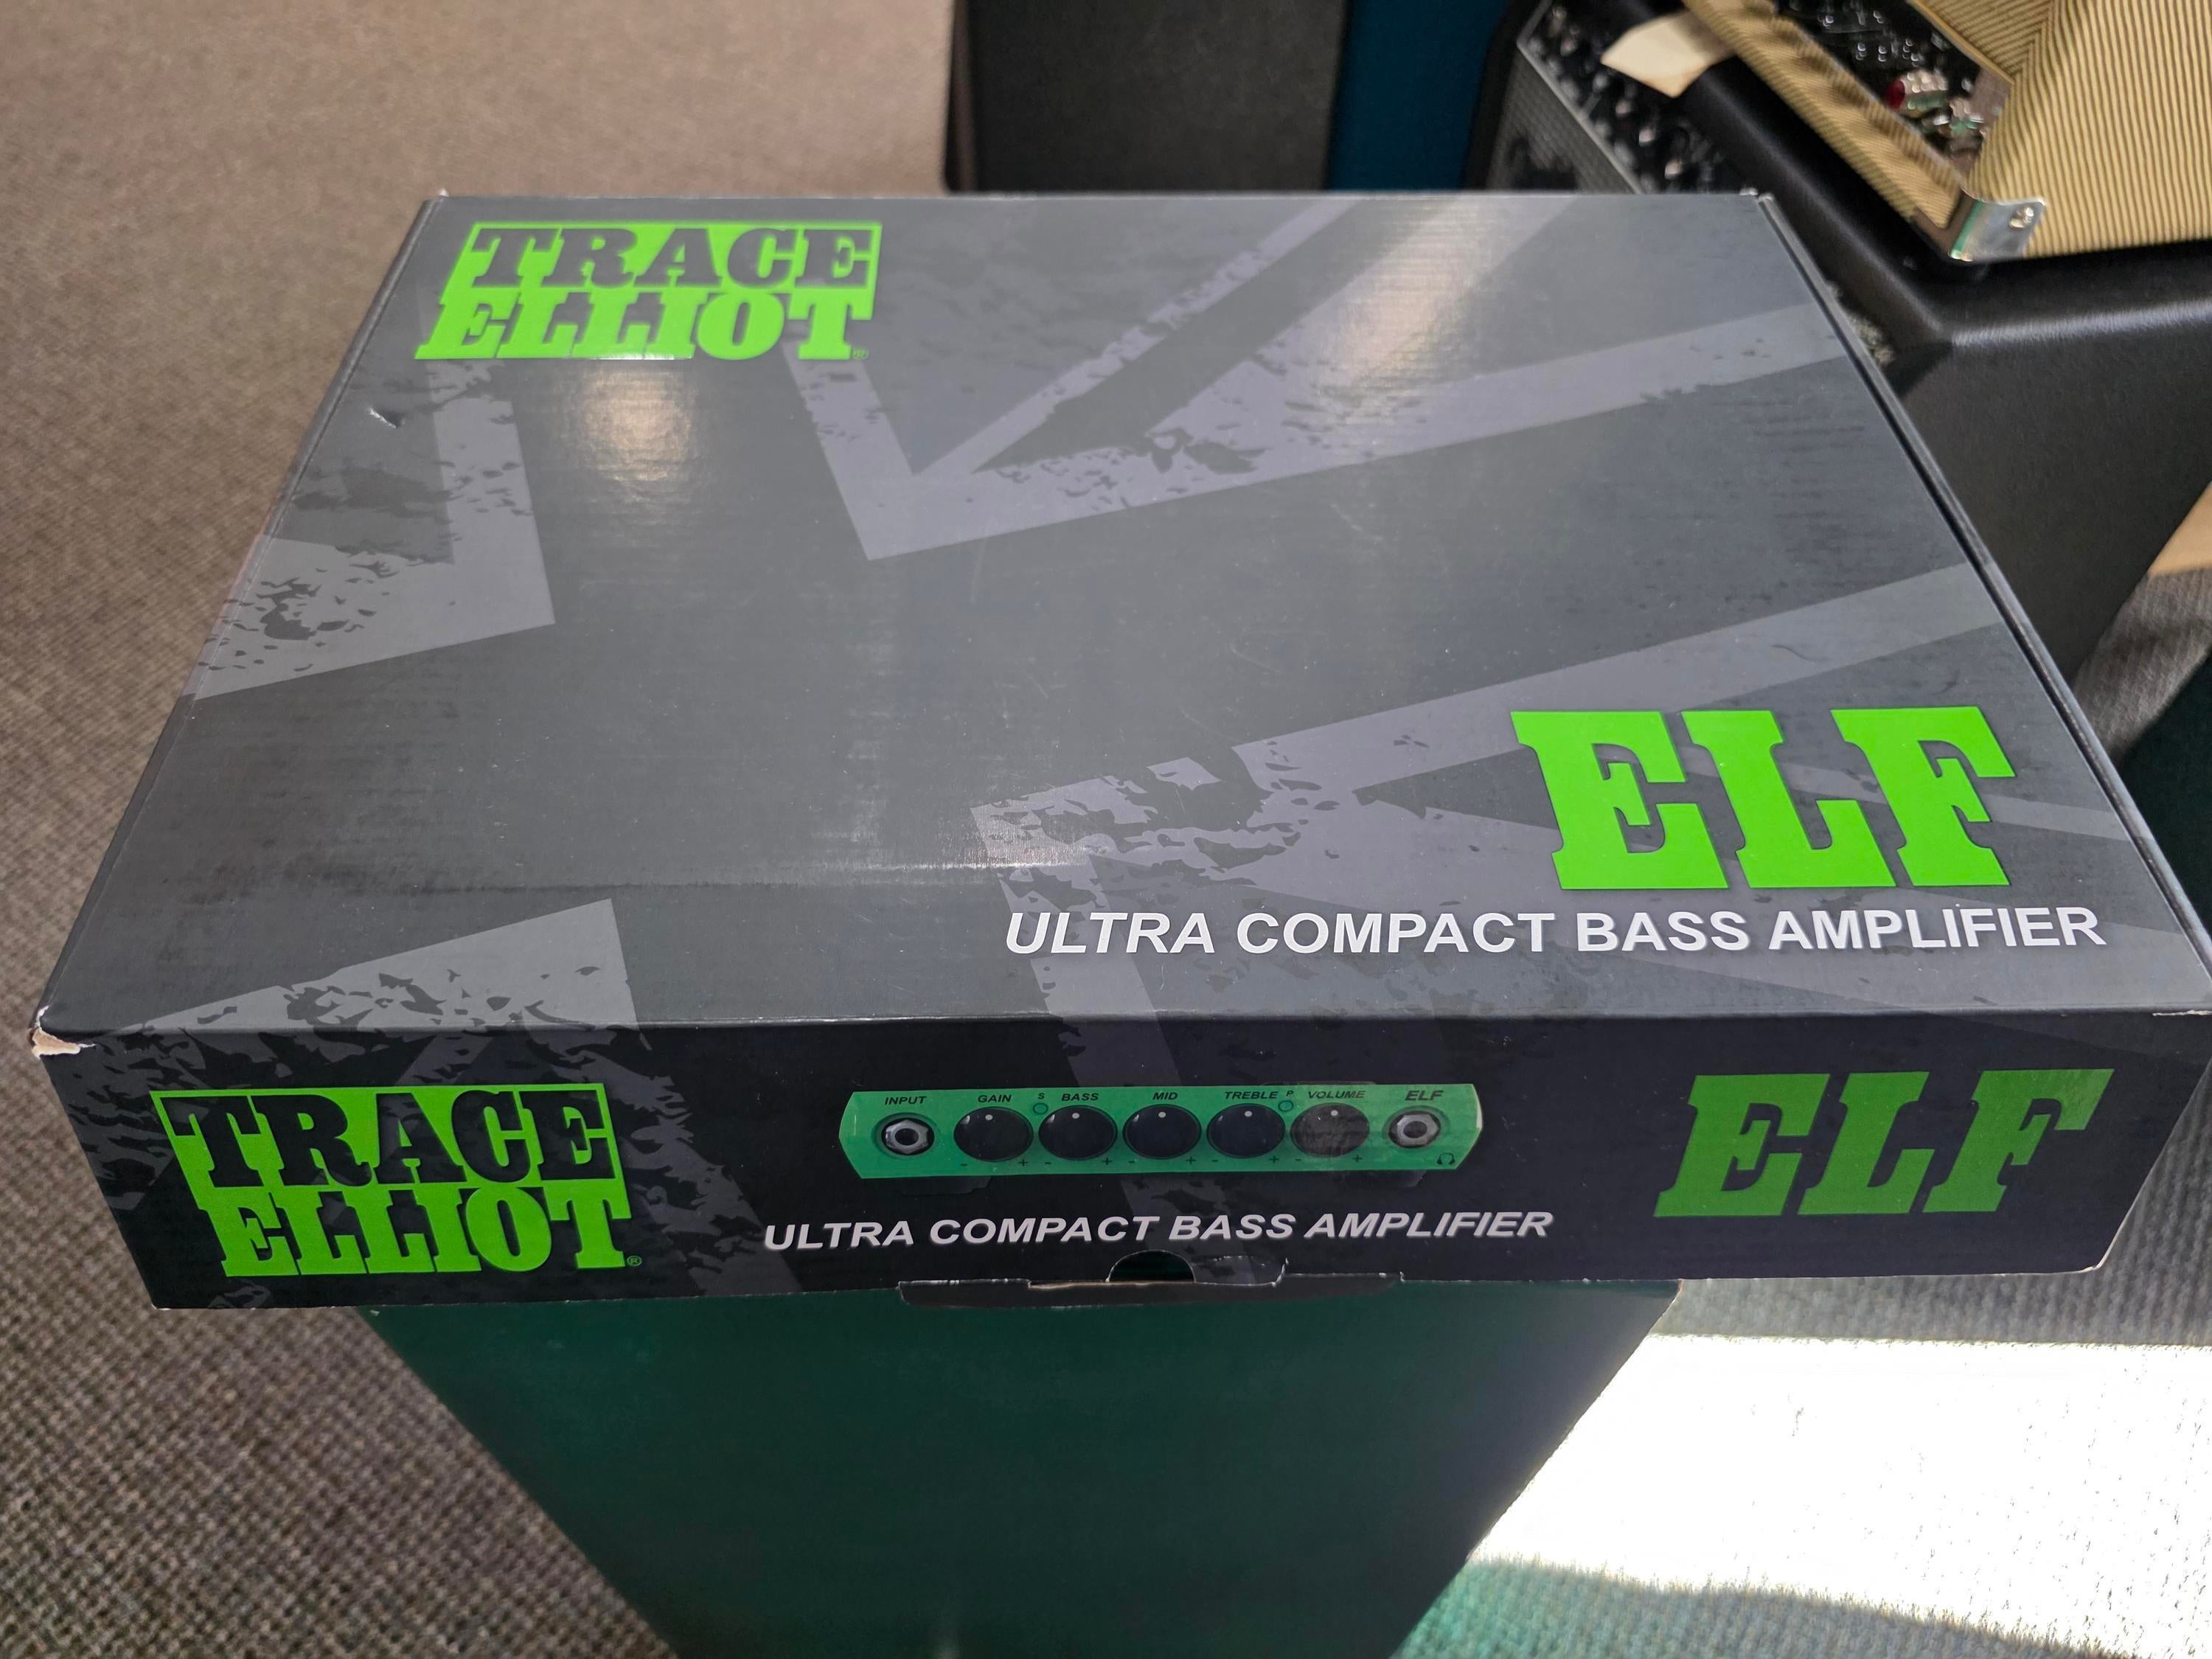 TRACE
ELLIOT®
ELF
ULTRA COMPACT BASS AMPLIFIER
TRACE
ELLIOT®
INPUT GAIN S BASS MID TREBLE P VOLUME ELF
- + - + - + - + - +
ULTRA COMPACT BASS AMPLIFIER
ELF